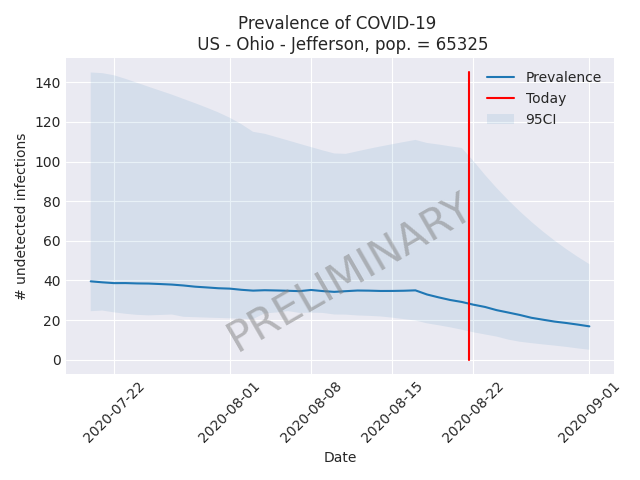 Prevalence of COVID-19
US - Ohio - Jefferson, pop. = 65325
Prevalence
Today
95CI
140
120
100
80
60
40
20
0
# undetected infections
PRELIMINARY
2020-07-22
2020-08-01
2020-08-08
2020-08-15
2020-08-22
2020-09-01
Date